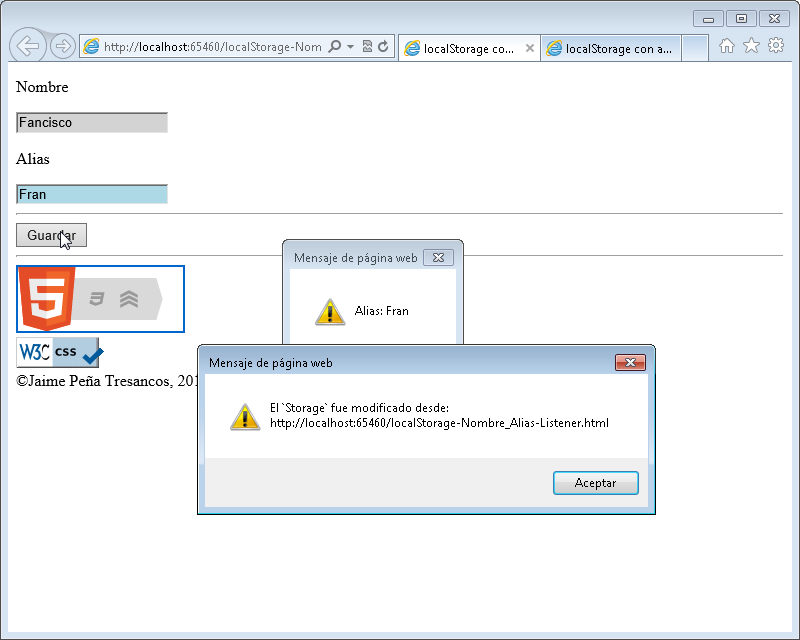 http://localhost:65460/localStorage-Nom
localStorage co...
localStorage con a...
Nombre
Fancisco
Alias
Fran
Guardar
Mensaje de página web
Alias: Fran
5
3
W3C css
©Jaime Peña Tresancos, 201
Mensaje de página web
El `Storage` fue modificado desde:
http://localhost:65460/localStorage-Nombre_Alias-Listener.html
Aceptar